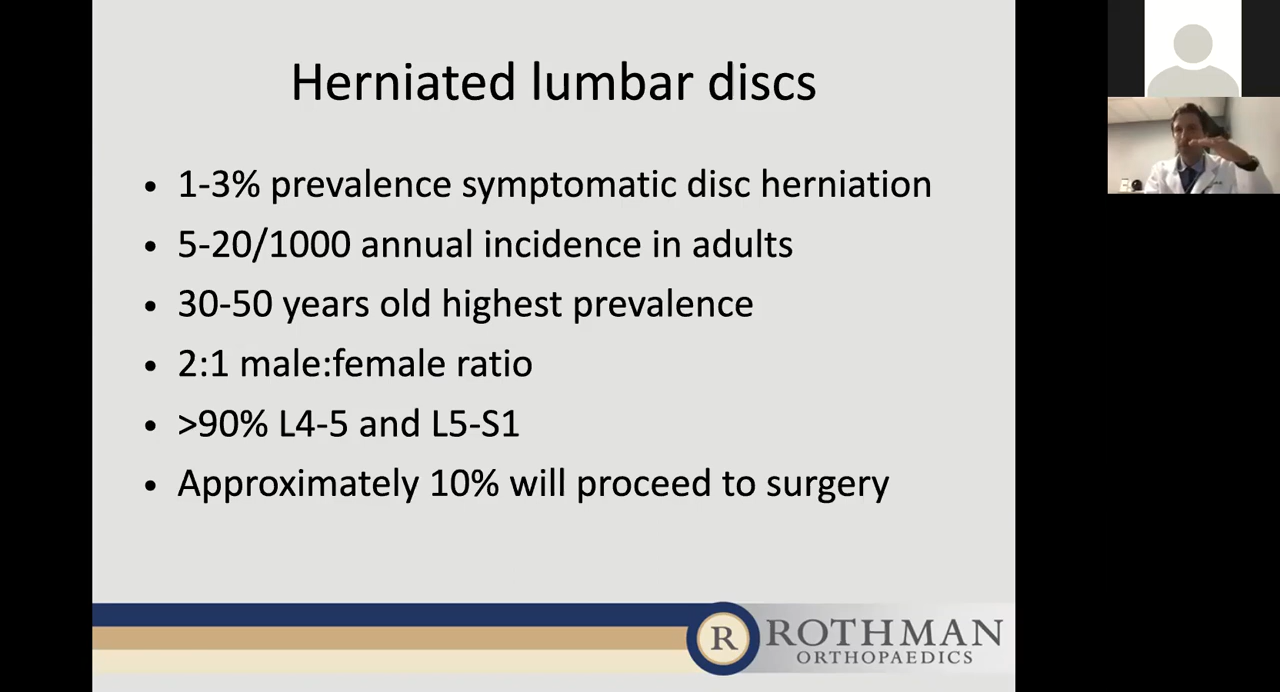 Herniated lumbar discs
• 1-3% prevalence symptomatic disc herniation
• 5-20/1000 annual incidence in adults
• 30-50 years old highest prevalence
• 2:1 male:female ratio
• >90% L4-5 and L5-S1
• Approximately 10% will proceed to surgery
R ROTHMAN
ORTHOPAEDICS